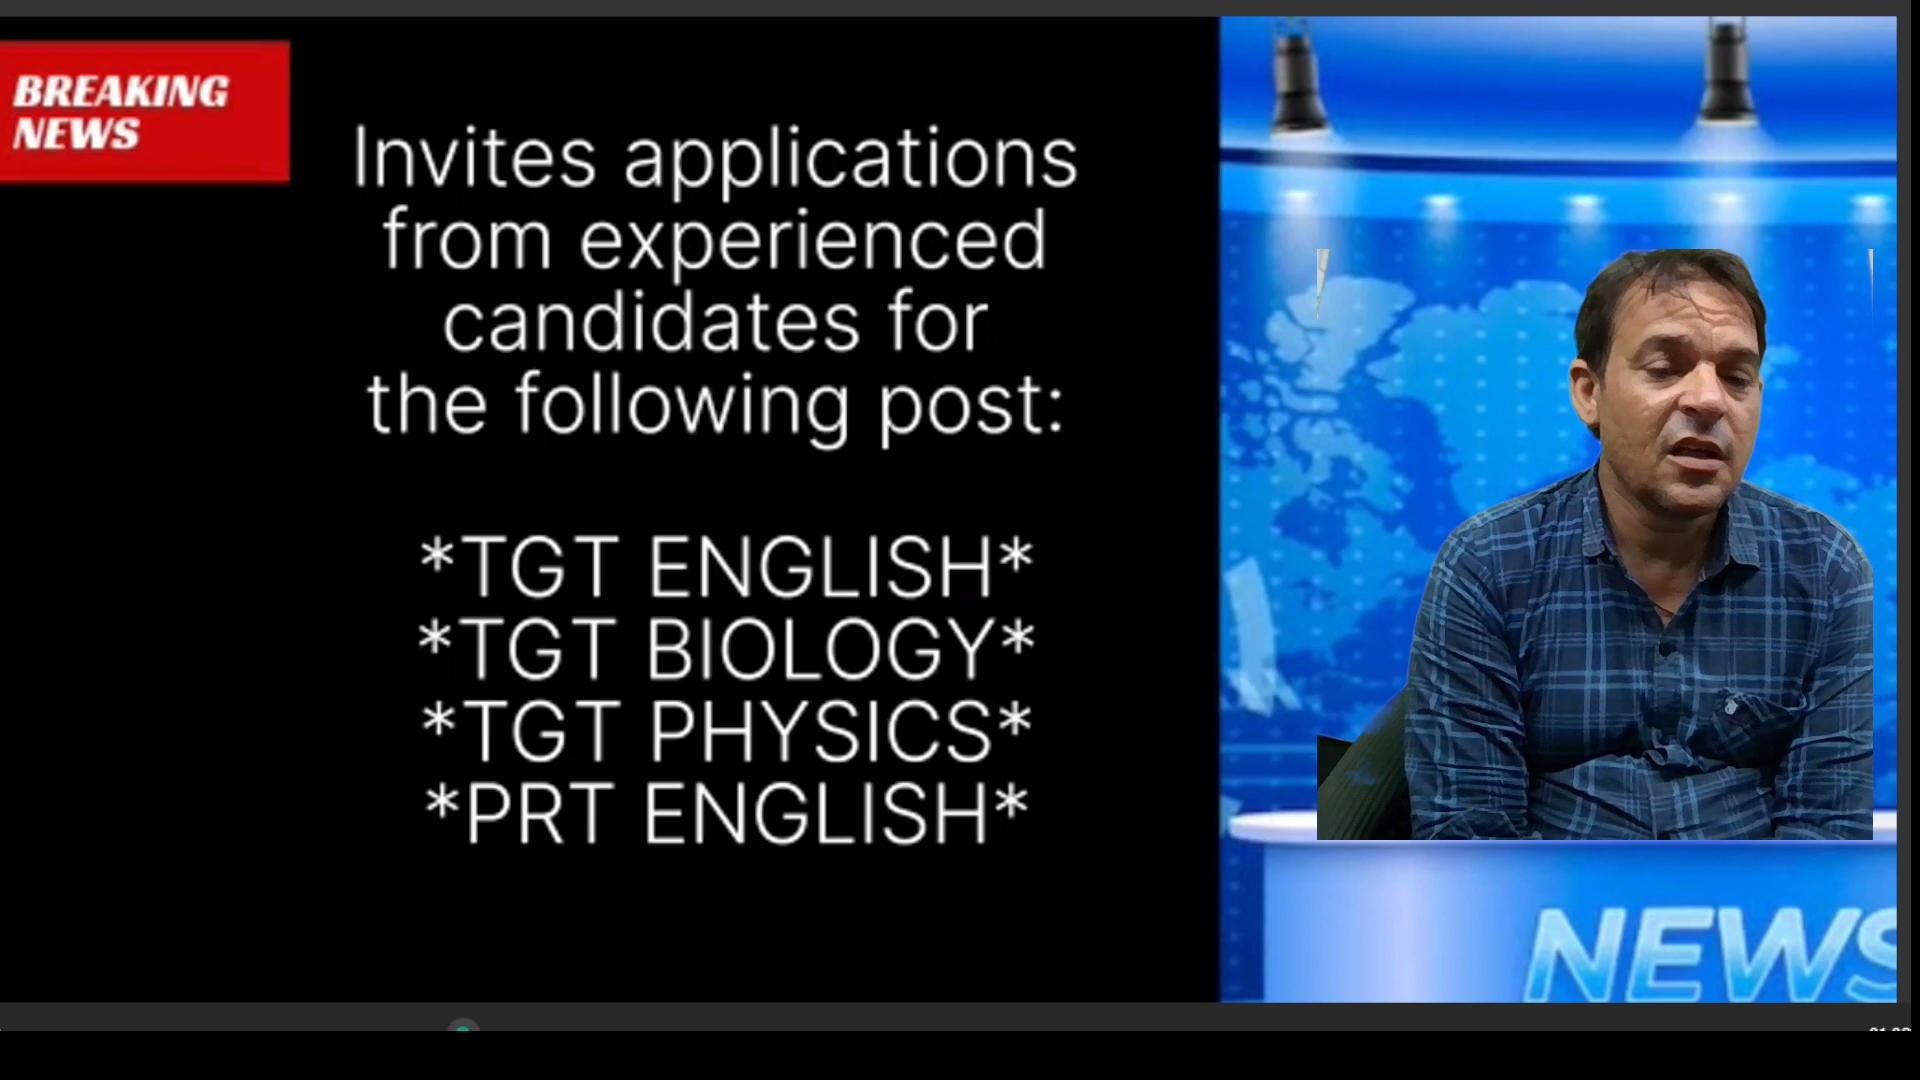 BREAKING
NEWS
Invites applications
from experienced
candidates for
the following post:
*TGT ENGLISH*
*TGT BIOLOGY*
*TGT PHYSICS*
*PRT ENGLISH*
NEWS